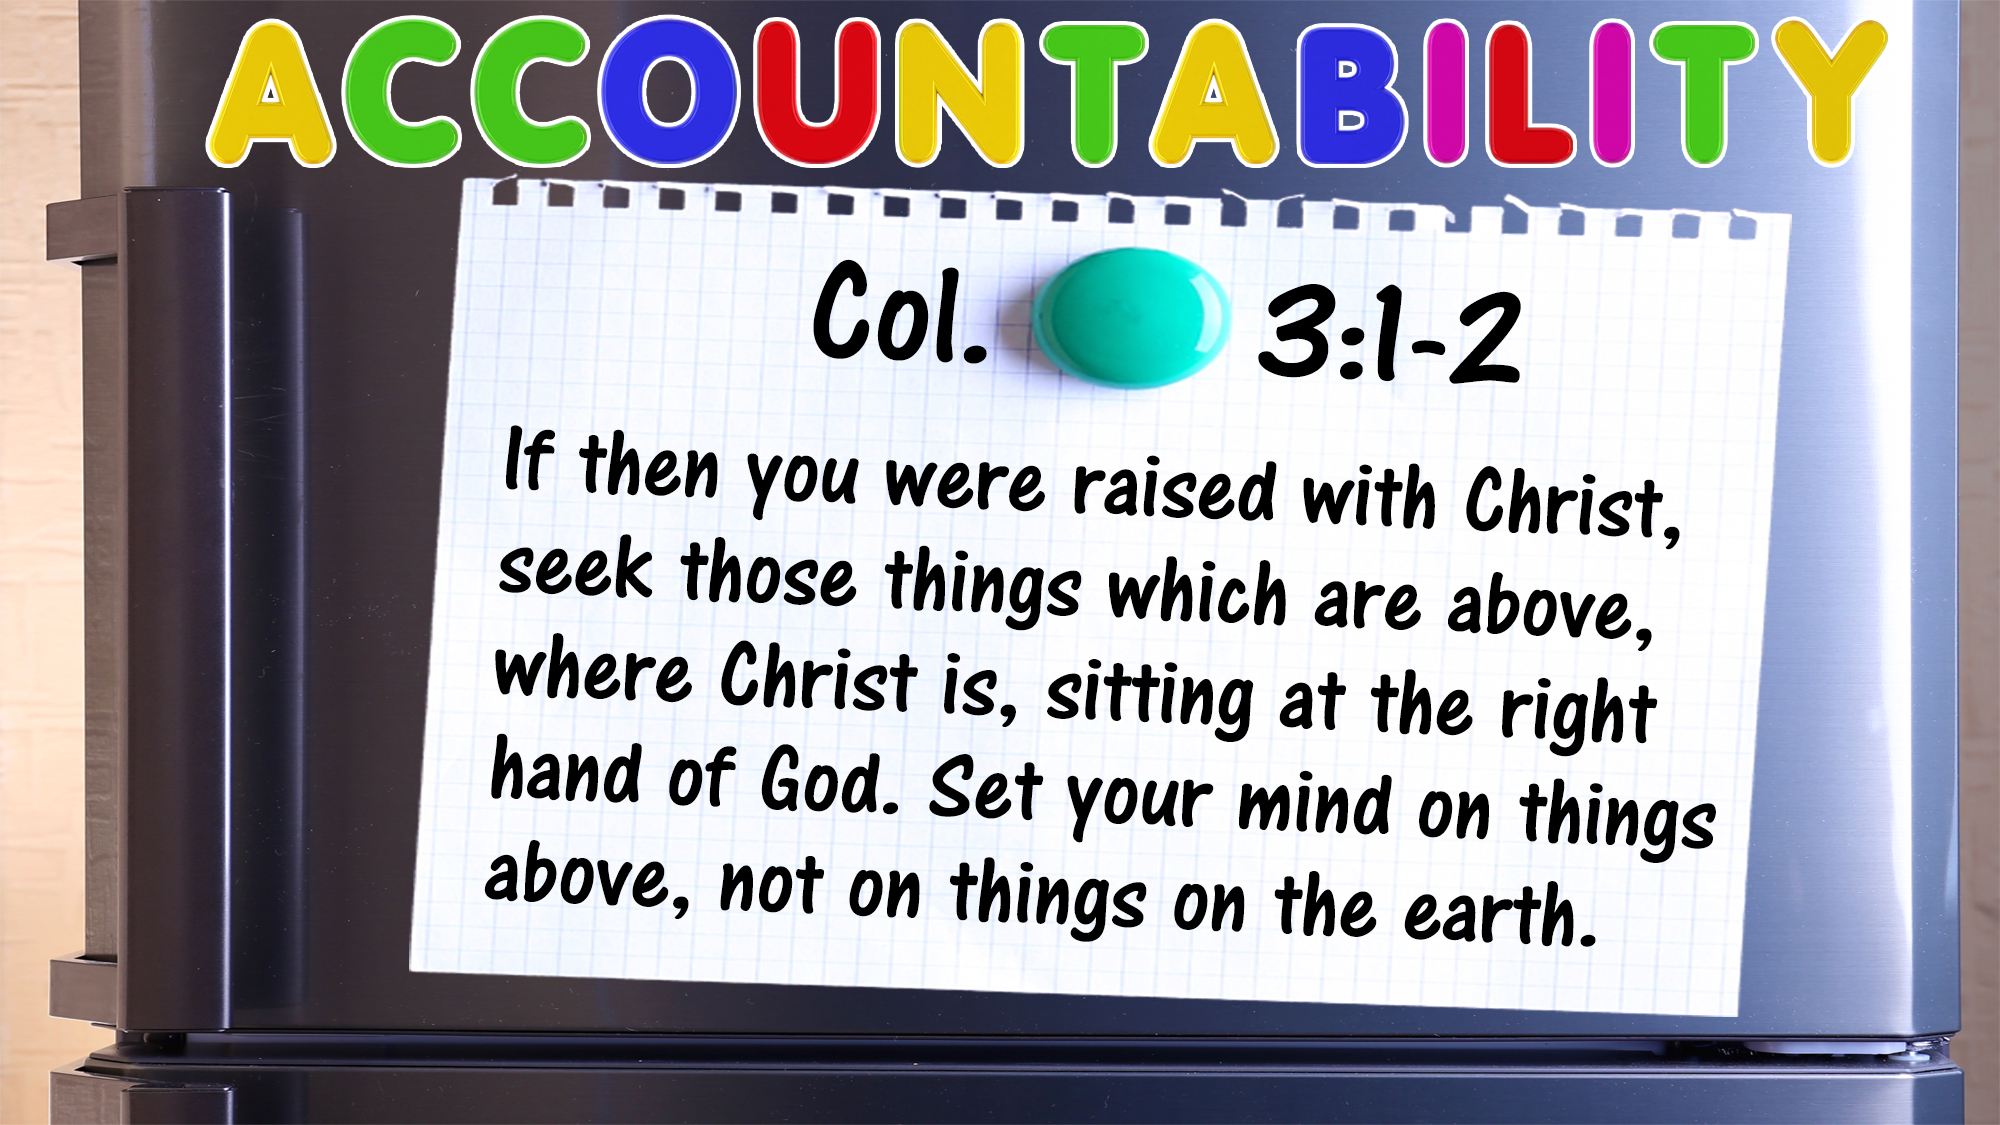 ACCOUNTABILITY
Col. 3:1-2
If then you were raised with Christ,
seek those things which are above,
where Christ is, sitting at the right
hand of God. Set your mind on things
above, not on things on the earth.